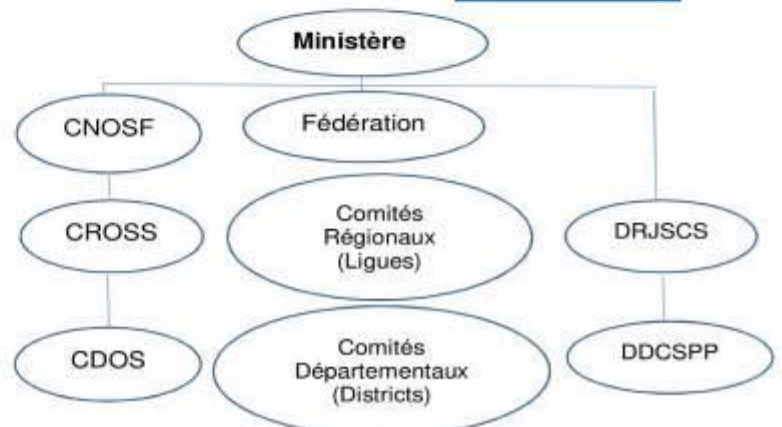 Ministère
CNOSF
Fédération
CROSS
Comités
Régionaux
(Ligues)
DRJSCS
CDOS
Comités
Départementaux
(Districts)
DDCSPP